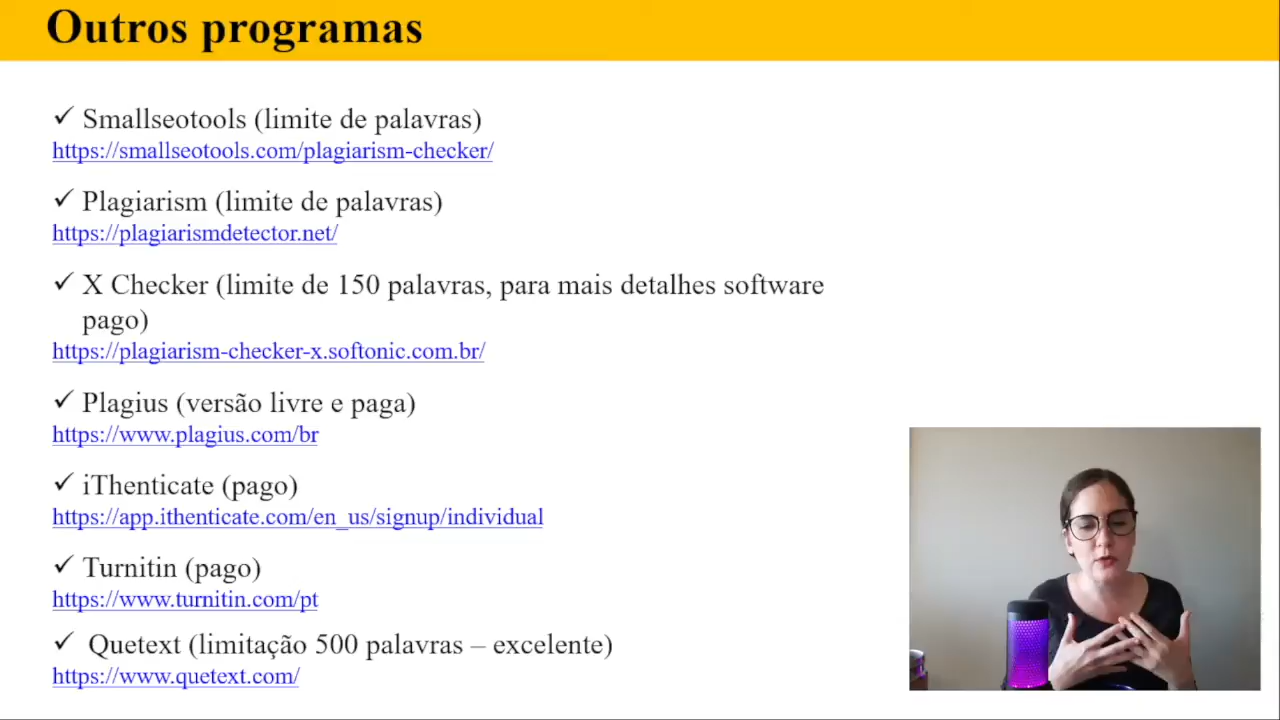 Outros programas
✓ Smallseotools (limite de palavras)
https://smallseotools.com/plagiarism-checker/
✓ Plagiarism (limite de palavras)
https://plagiarismdetector.net/
✓ X Checker (limite de 150 palavras, para mais detalhes software
pago)
https://plagiarism-checker-x.softonic.com.br/
✓ Plagius (versão livre e paga)
https://www.plagius.com/br
✓ iThenticate (pago)
https://app.ithenticate.com/en_us/signup/individual
✓ Turnitin (pago)
https://www.turnitin.com/pt
✓ Quetext (limitação 500 palavras – excelente)
https://www.quetext.com/